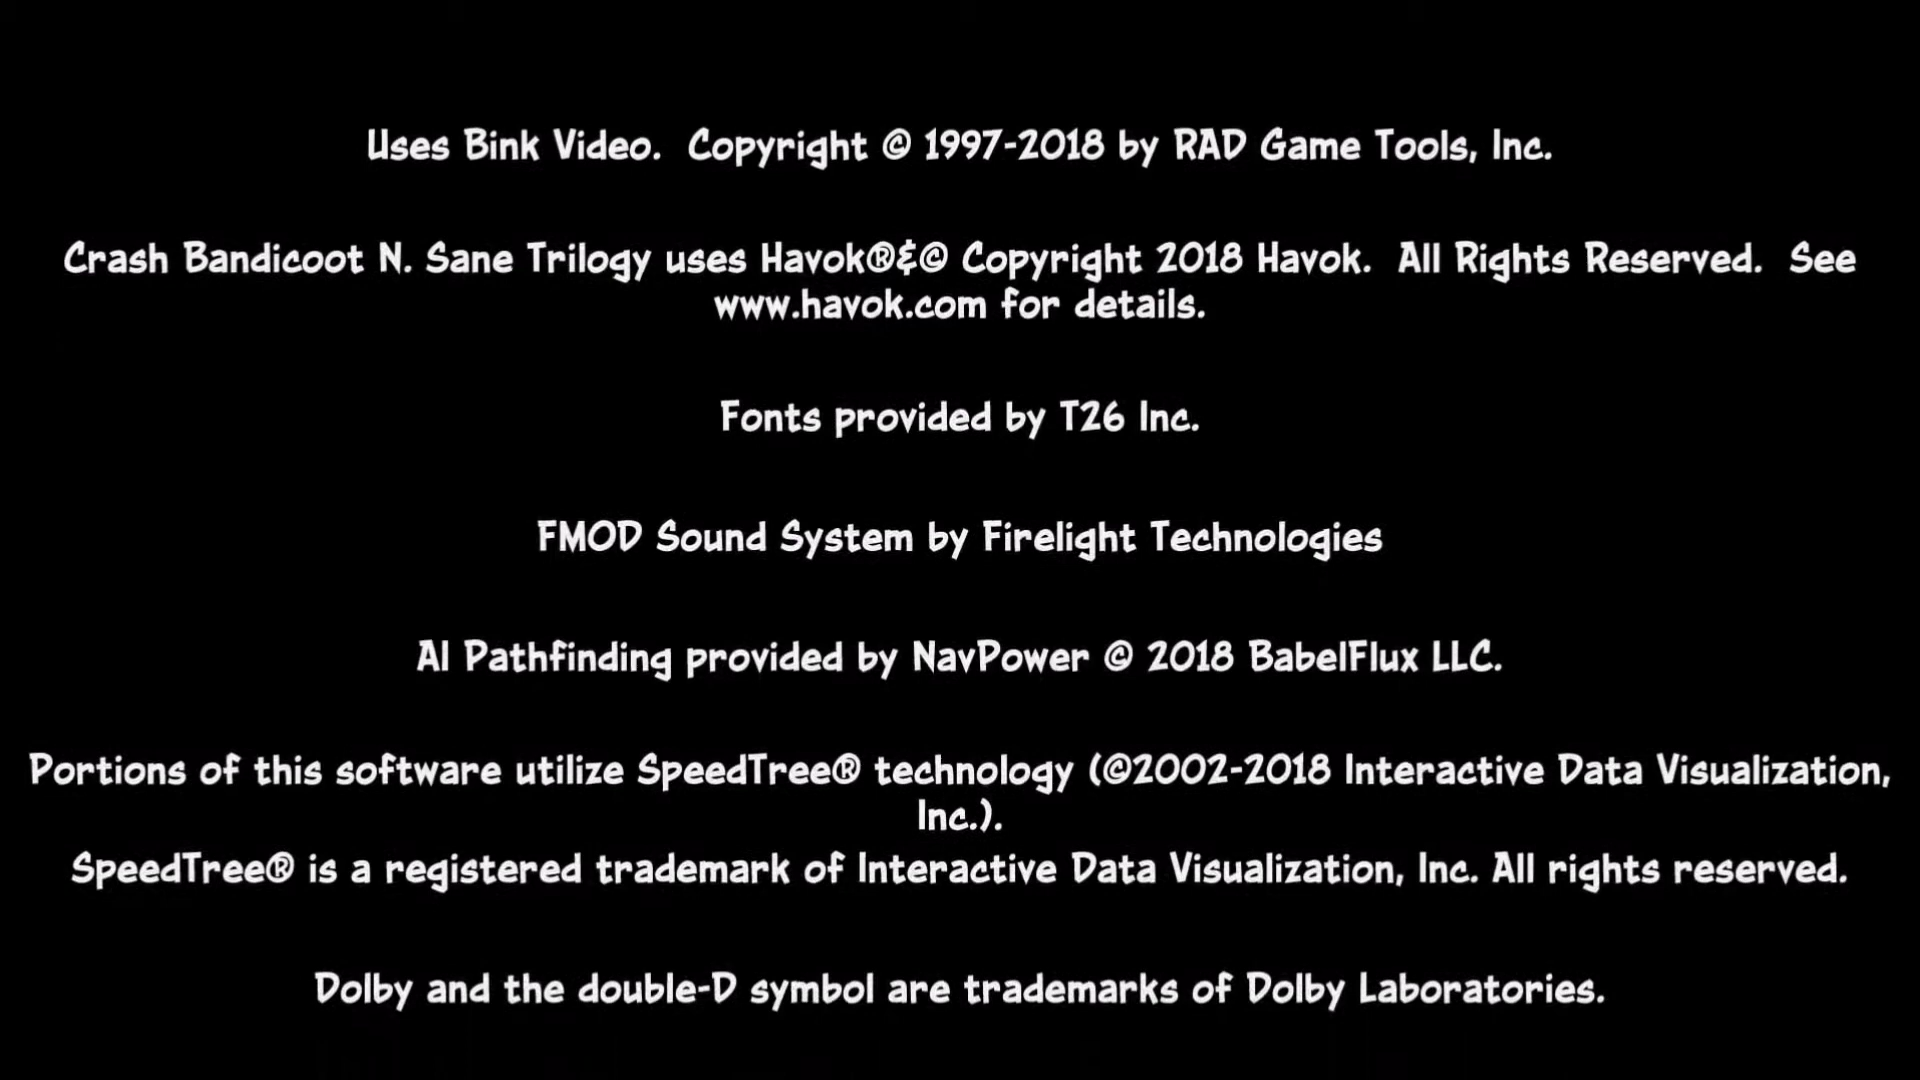 Uses Bink Video.  Copyright © 1997-2018 by RAD Game Tools, Inc.
Crash Bandicoot N. Sane Trilogy uses Havok®&© Copyright 2018 Havok.  All Rights Reserved.  See
www.havok.com for details.
Fonts provided by T26 Inc.
FMOD Sound System by Firelight Technologies
AI Pathfinding provided by NavPower © 2018 BabelFlux LLC.
Portions of this software utilize SpeedTree® technology (©2002-2018 Interactive Data Visualization,
Inc.).
SpeedTree® is a registered trademark of Interactive Data Visualization, Inc. All rights reserved.
Dolby and the double-D symbol are trademarks of Dolby Laboratories.